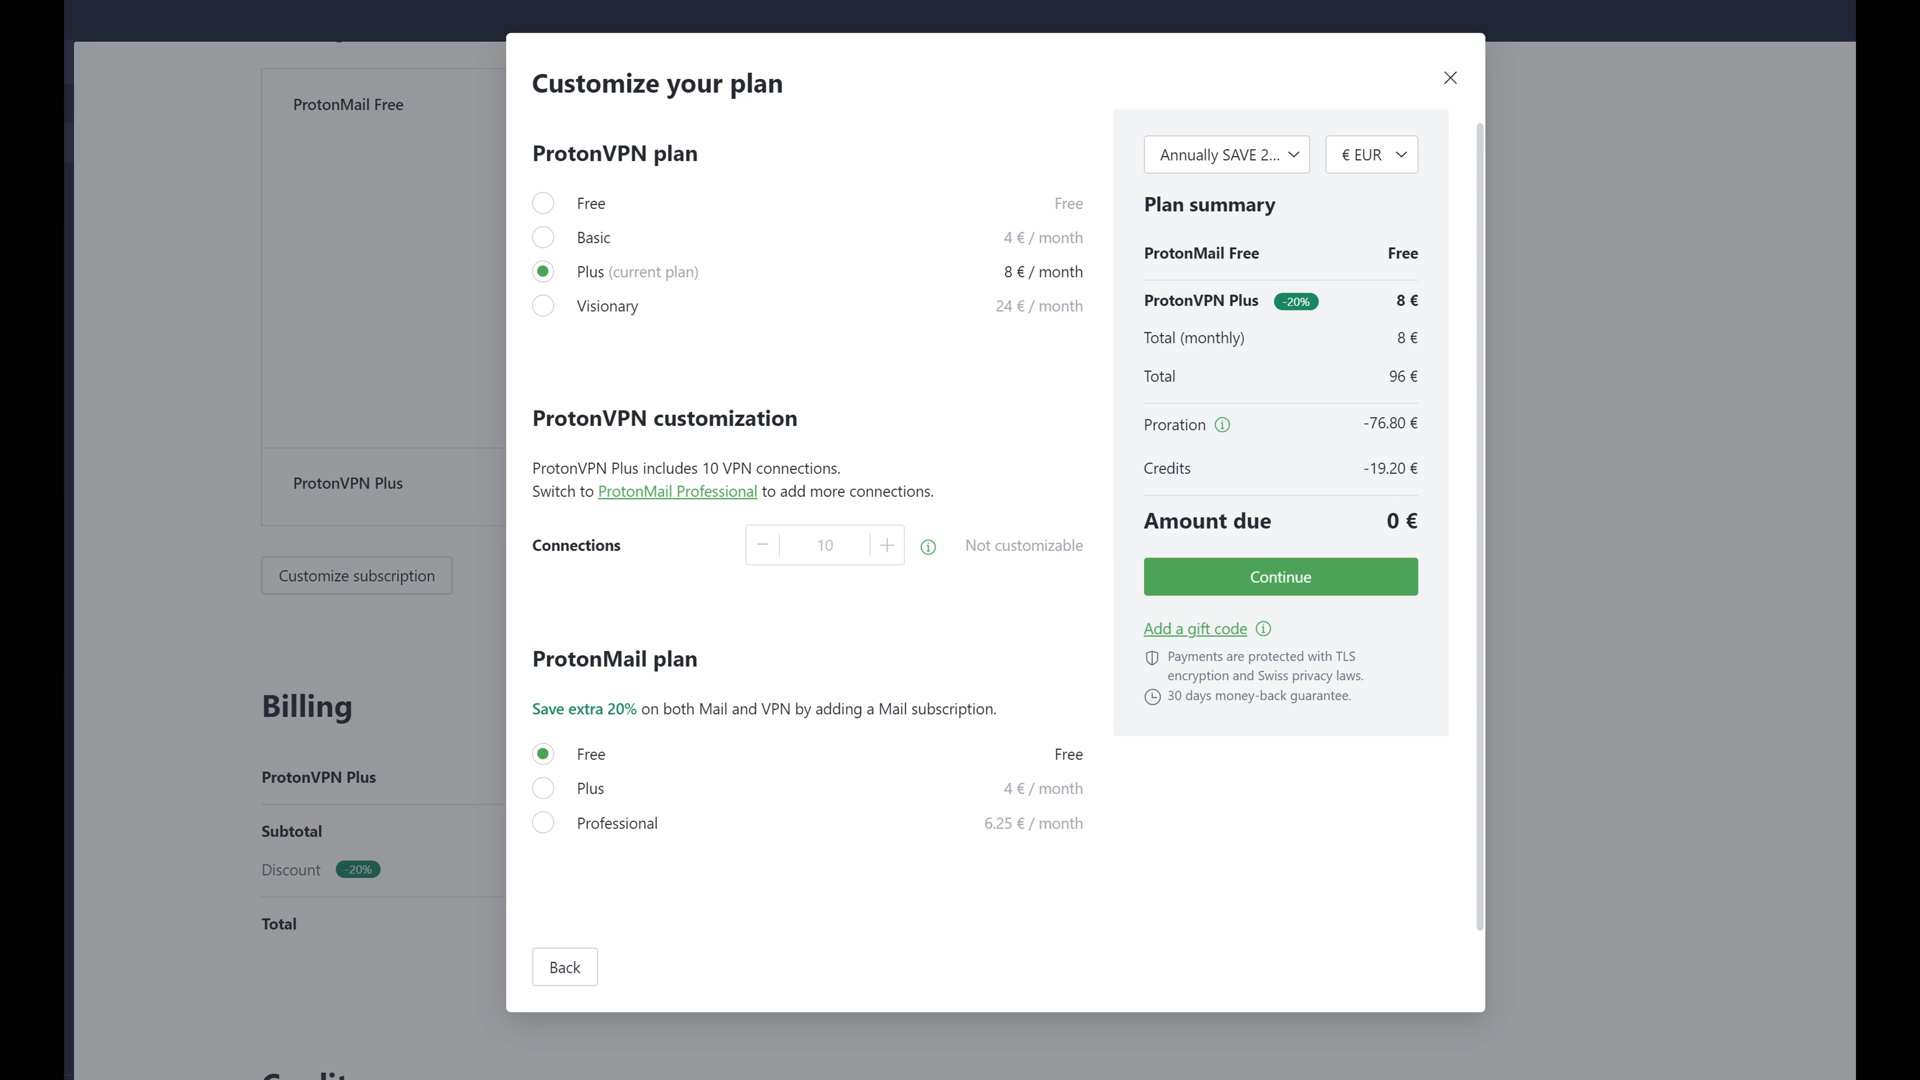 ProtonMail Free
ProtonVPN Plus
Customize subscription
Billing
ProtonVPN Plus
Subtotal
Discount -20%
Total
Customize your plan
ProtonVPN plan
Free Free
Basic 4 € / month
Plus (current plan) 8 € / month
Visionary 24 € / month
ProtonVPN customization
ProtonVPN Plus includes 10 VPN connections.
Switch to ProtonMail Professional to add more connections.
Connections 10 Not customizable
ProtonMail plan
Save extra 20% on both Mail and VPN by adding a Mail subscription.
Free Free
Plus 4 € / month
Professional 6.25 € / month
Back
Annually SAVE 2... € EUR
Plan summary
ProtonMail Free Free
ProtonVPN Plus -20% 8 €
Total (monthly) 8 €
Total 96 €
Proration -76.80 €
Credits -19.20 €
Amount due 0 €
Continue
Add a gift code
Payments are protected with TLS
encryption and Swiss privacy laws.
30 days money-back guarantee.